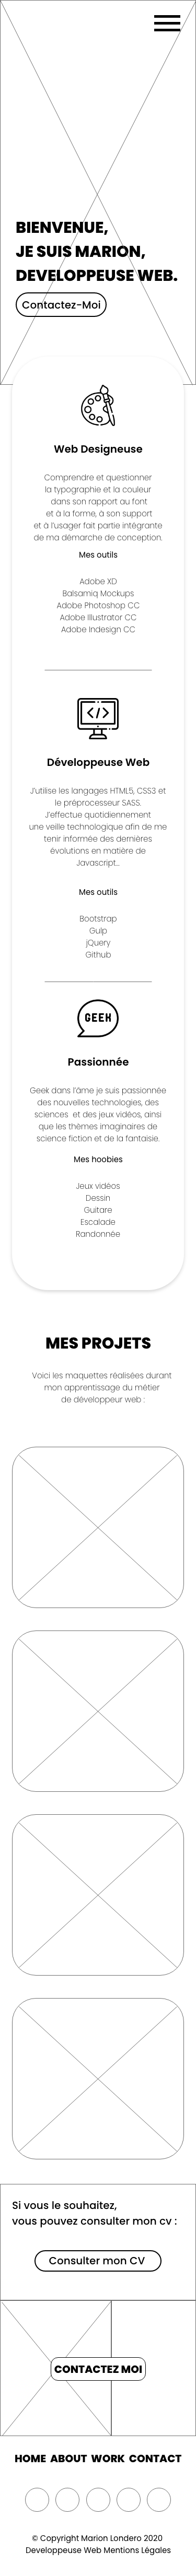 BIENVENUE,
JE SUIS MARION,
DEVELOPPEUSE WEB.
Contactez-Moi
Web Designeuse
Comprendre et questionner
la typographie et la couleur
dans son rapport au font
et à la forme, à son support
et à l'usager fait partie intégrante
de ma démarche de conception.
Mes outils
Adobe XD
Balsamiq Mockups
Adobe Photoshop CC
Adobe Illustrator CC
Adobe Indesign CC
Développeuse Web
J'utilise les langages HTML5, CSS3 et
le préprocesseur SASS.
J'effectue quotidiennement
une veille technologique afin de me
tenir informée des dernières
évolutions en matière de
Javascript...
Mes outils
Bootstrap
Gulp
jQuery
Github
GEEK
Passionnée
Geek dans l'âme je suis passionnée
des nouvelles technologies, des
sciences et des jeux vidéos, ainsi
que les thèmes imaginaires de
science fiction et de la fantaisie.
Mes hoobies
Jeux vidéos
Dessin
Guitare
Escalade
Randonnée
MES PROJETS
Voici les maquettes réalisées durant
mon apprentissage du métier
de développeur web :
Si vous le souhaitez,
vous pouvez consulter mon cv :
Consulter mon CV
CONTACTEZ MOI
HOME ABOUT WORK CONTACT
© Copyright Marion Londero 2020
Developpeuse Web Mentions Légales